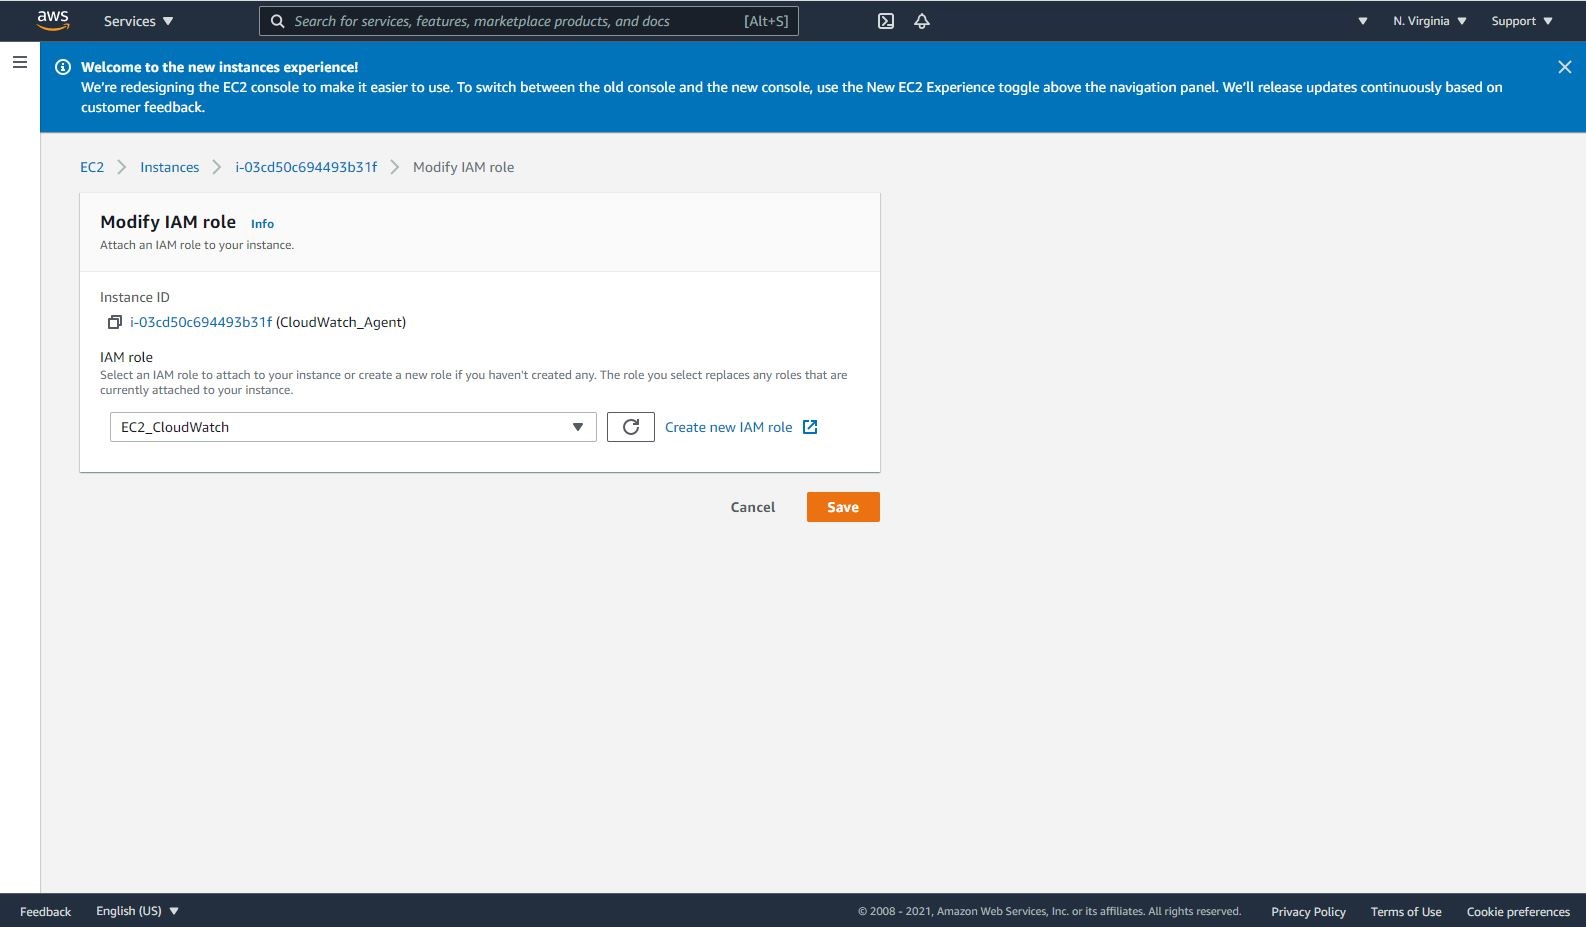 aws
Services
Search for services, features, marketplace products, and docs [Alt+S]
N. Virginia
Support
Welcome to the new instances experience!
We're redesigning the EC2 console to make it easier to use. To switch between the old console and the new console, use the New EC2 Experience toggle above the navigation panel. We'll release updates continuously based on
customer feedback.
EC2 Instances i-03cd50c694493b31f Modify IAM role
Modify IAM role Info
Attach an IAM role to your instance.
Instance ID
i-03cd50c694493b31f (CloudWatch_Agent)
IAM role
Select an IAM role to attach to your instance or create a new role if you haven't created any. The role you select replaces any roles that are
currently attached to your instance.
EC2_CloudWatch
Create new IAM role
Cancel
Save
Feedback
English (US)
© 2008 - 2021, Amazon Web Services, Inc. or its affiliates. All rights reserved.
Privacy Policy
Terms of Use
Cookie preferences